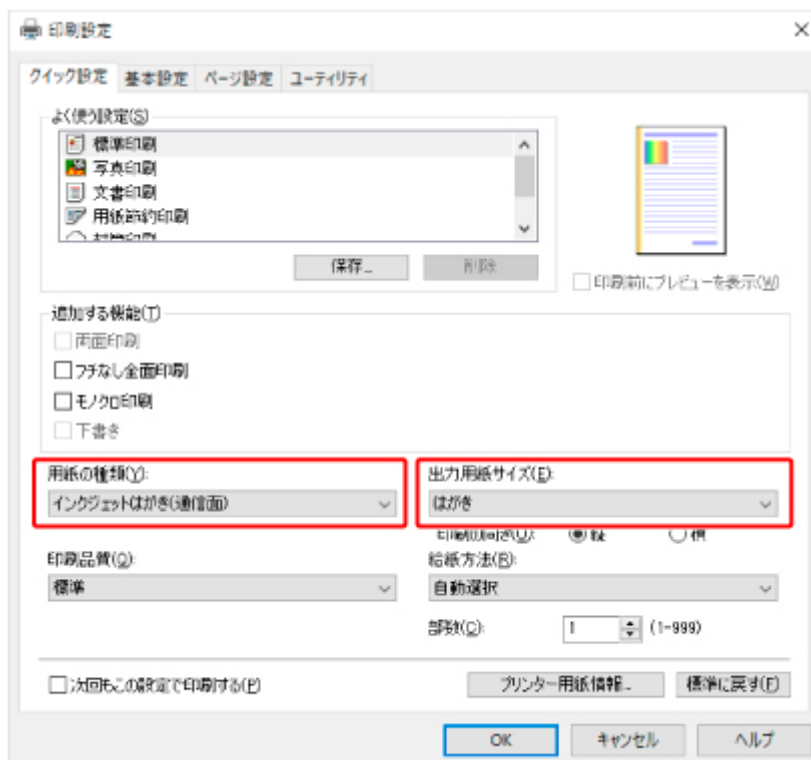 印刷設定
クイック設定 基本設定 ページ設定 ユーティリティ
よく使う設定(S)
標準印刷
写真印刷
文書印刷
用紙節約印刷
保存...
削除
印刷前にプレビューを表示(W)
追加する機能(T)
両面印刷
フチなし全面印刷
モノクロ印刷
下書き
用紙の種類(Y):
インクジェットはがき(通信面)
出力用紙サイズ(E):
はがき
印刷の向き(U): 縦 横
印刷品質(Q):
標準
給紙方法(R):
自動選択
部数(C): 1 (1-999)
次回もこの設定で印刷する(P)
プリンター用紙情報... 標準に戻す(F)
OK キャンセル ヘルプ